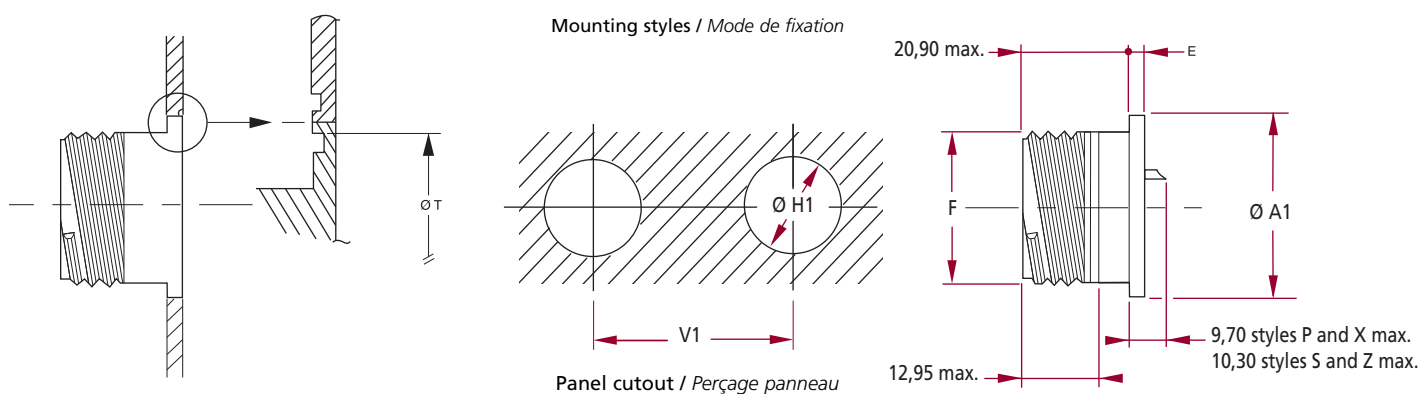 Mounting styles / Mode de fixation
20,90 max.
E
Ø T
Ø H1
F
Ø A1
V1
9,70 styles P and X max.
10,30 styles S and Z max.
12,95 max.
Panel cutout / Perçage panneau